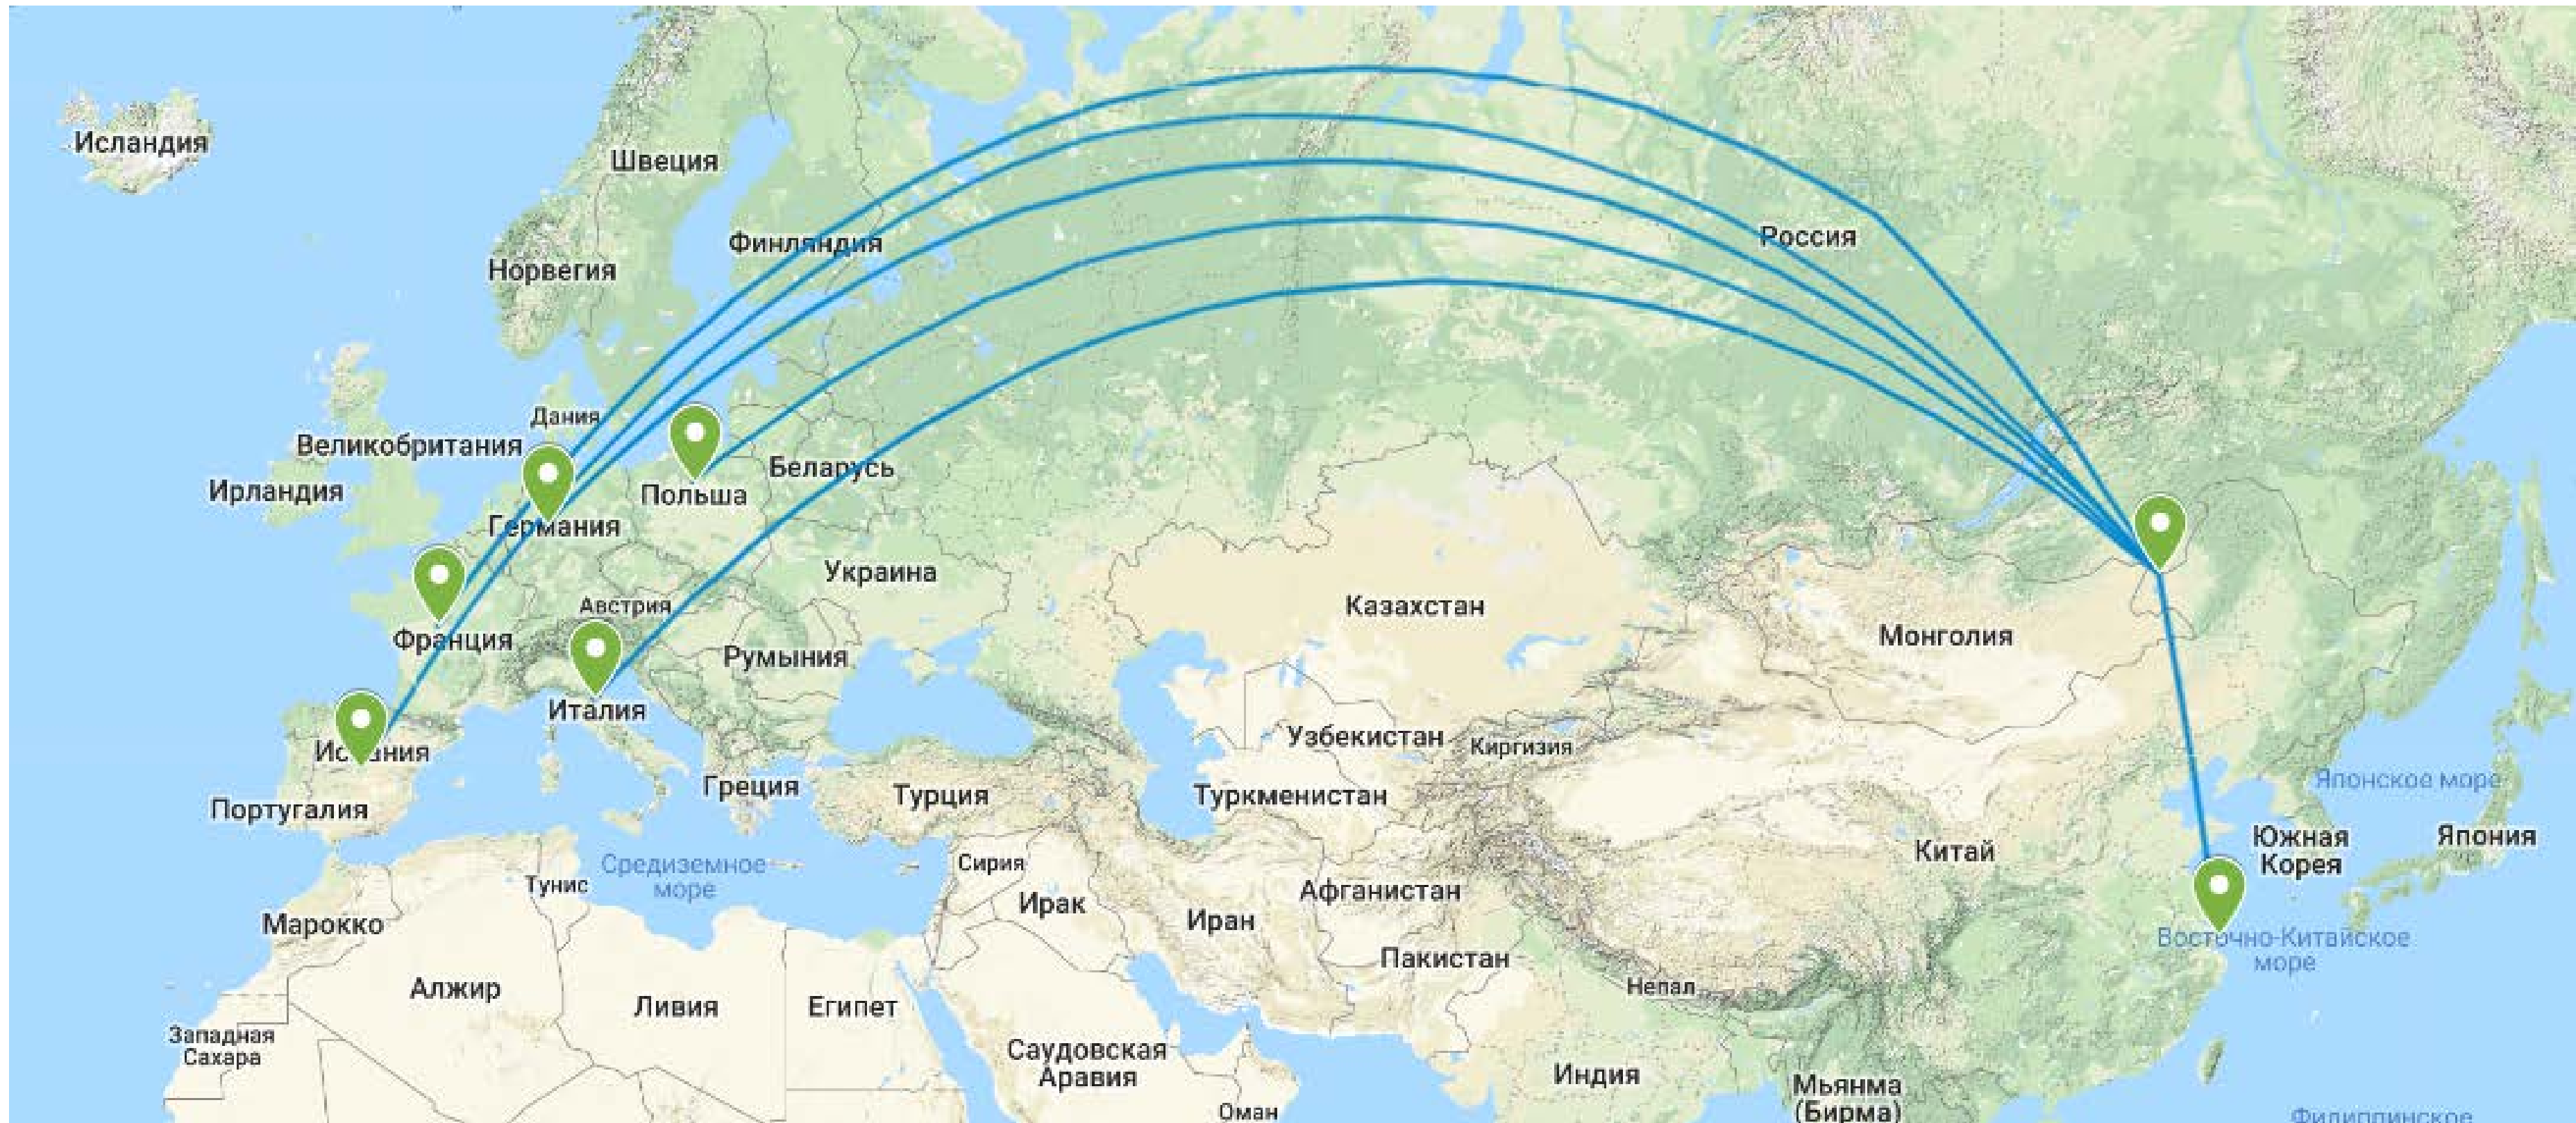 Исландия
Швеция
Финляндия
Россия
Норвегия
Дания
Великобритания
Беларусь
Ирландия
Польша
Германия
Украина
Австрия
Казахстан
Франция
Монголия
Румыния
Италия
Испания
Узбекистан
Киргизия
Греция
Японское море
Турция
Туркменистан
Португалия
Южная
Корея
Япония
Китай
Сирия
Средиземное
море
Тунис
Афганистан
Ирак
Иран
Марокко
Восточно-Китайское
море
Пакистан
Непал
Алжир
Ливия
Египет
Западная
Сахара
Саудовская
Аравия
Индия
Мьянма
(Бирма)
Оман
Филиппинское